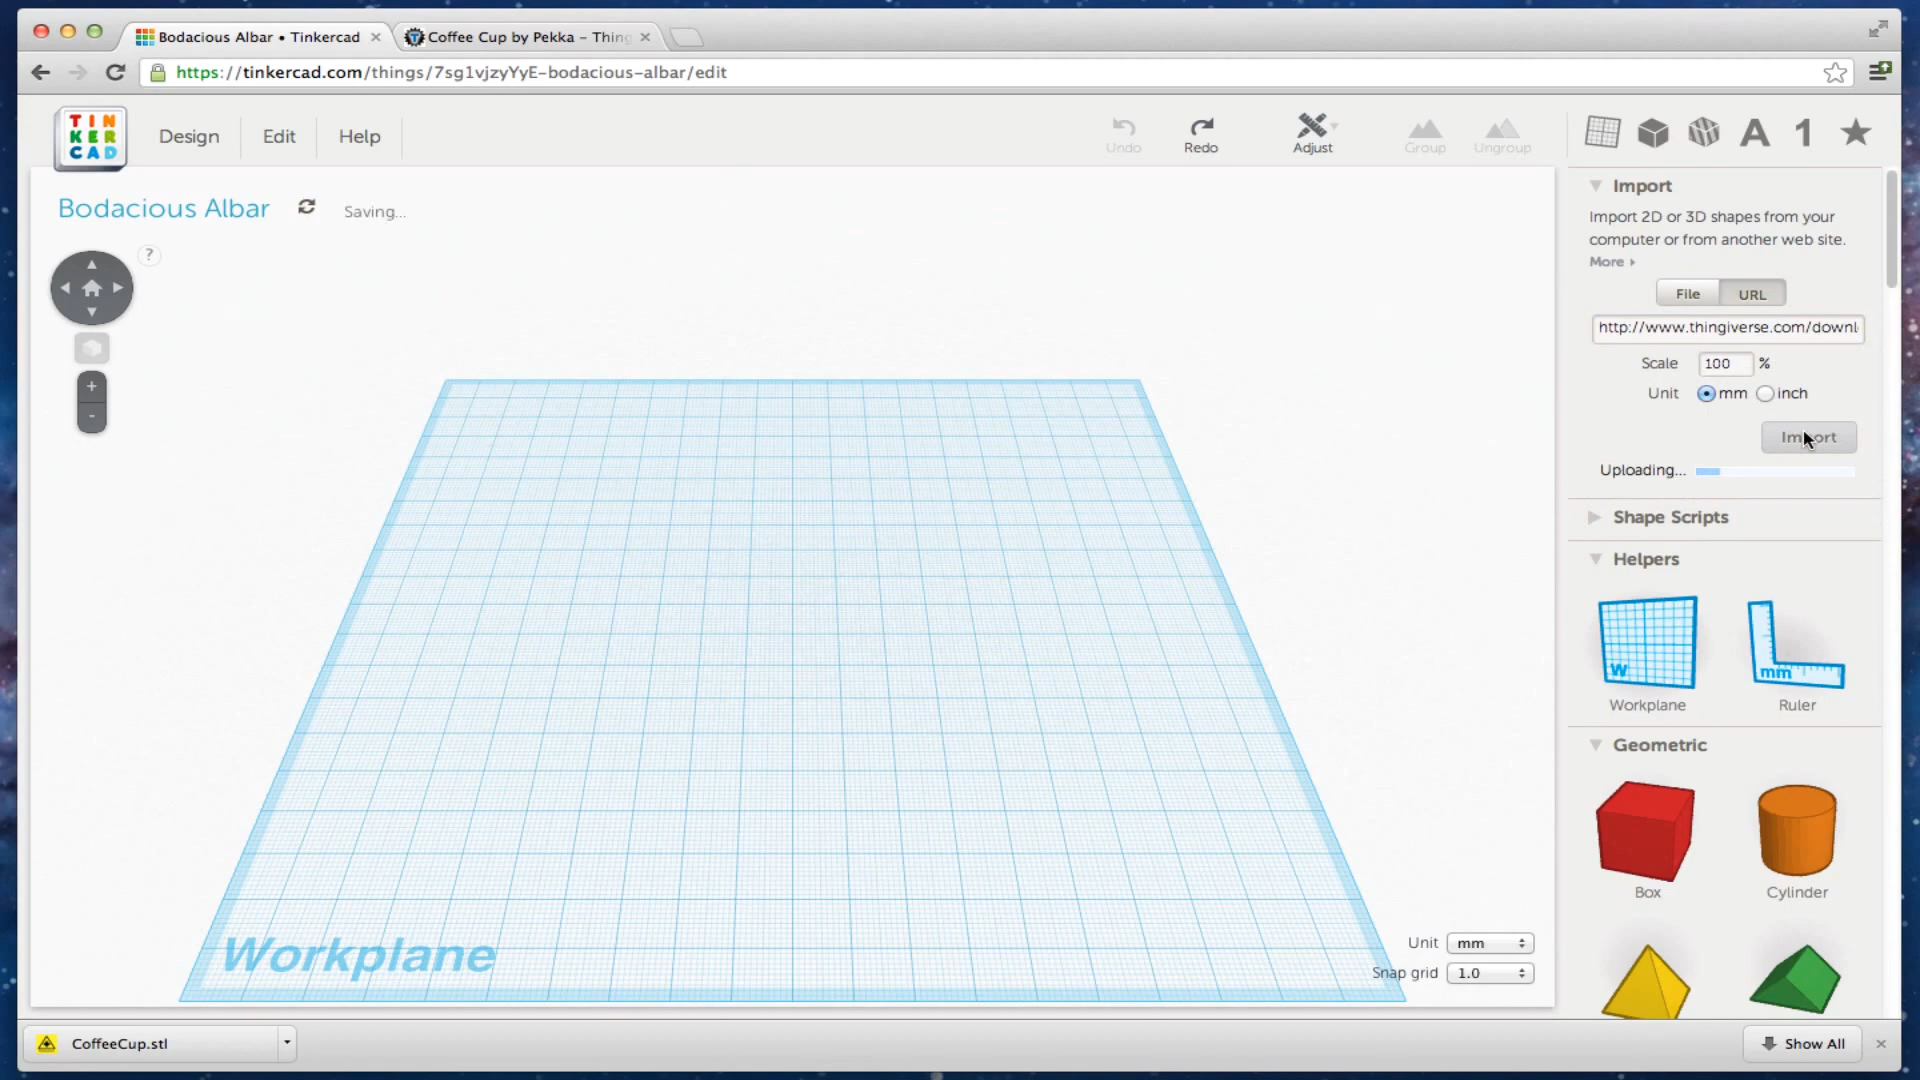 Bodacious Albar • Tinkercad
Coffee Cup by Pekka – Thing
https://tinkercad.com/things/7sg1vjzyYyE-bodacious-albar/edit
TIN
KER
CAD
Design
Edit
Help
Undo
Redo
Adjust
Group
Ungroup
A
1
Bodacious Albar
Saving...
?
+
-
Import
Import 2D or 3D shapes from your
computer or from another web site.
More
File
URL
http://www.thingiverse.com/downl
Scale
100
%
Unit
mm
inch
Import
Uploading...
Shape Scripts
Helpers
W
mm
Workplane
Ruler
Geometric
Box
Cylinder
Workplane
Unit
mm
Snap grid
1.0
CoffeeCup.stl
Show All